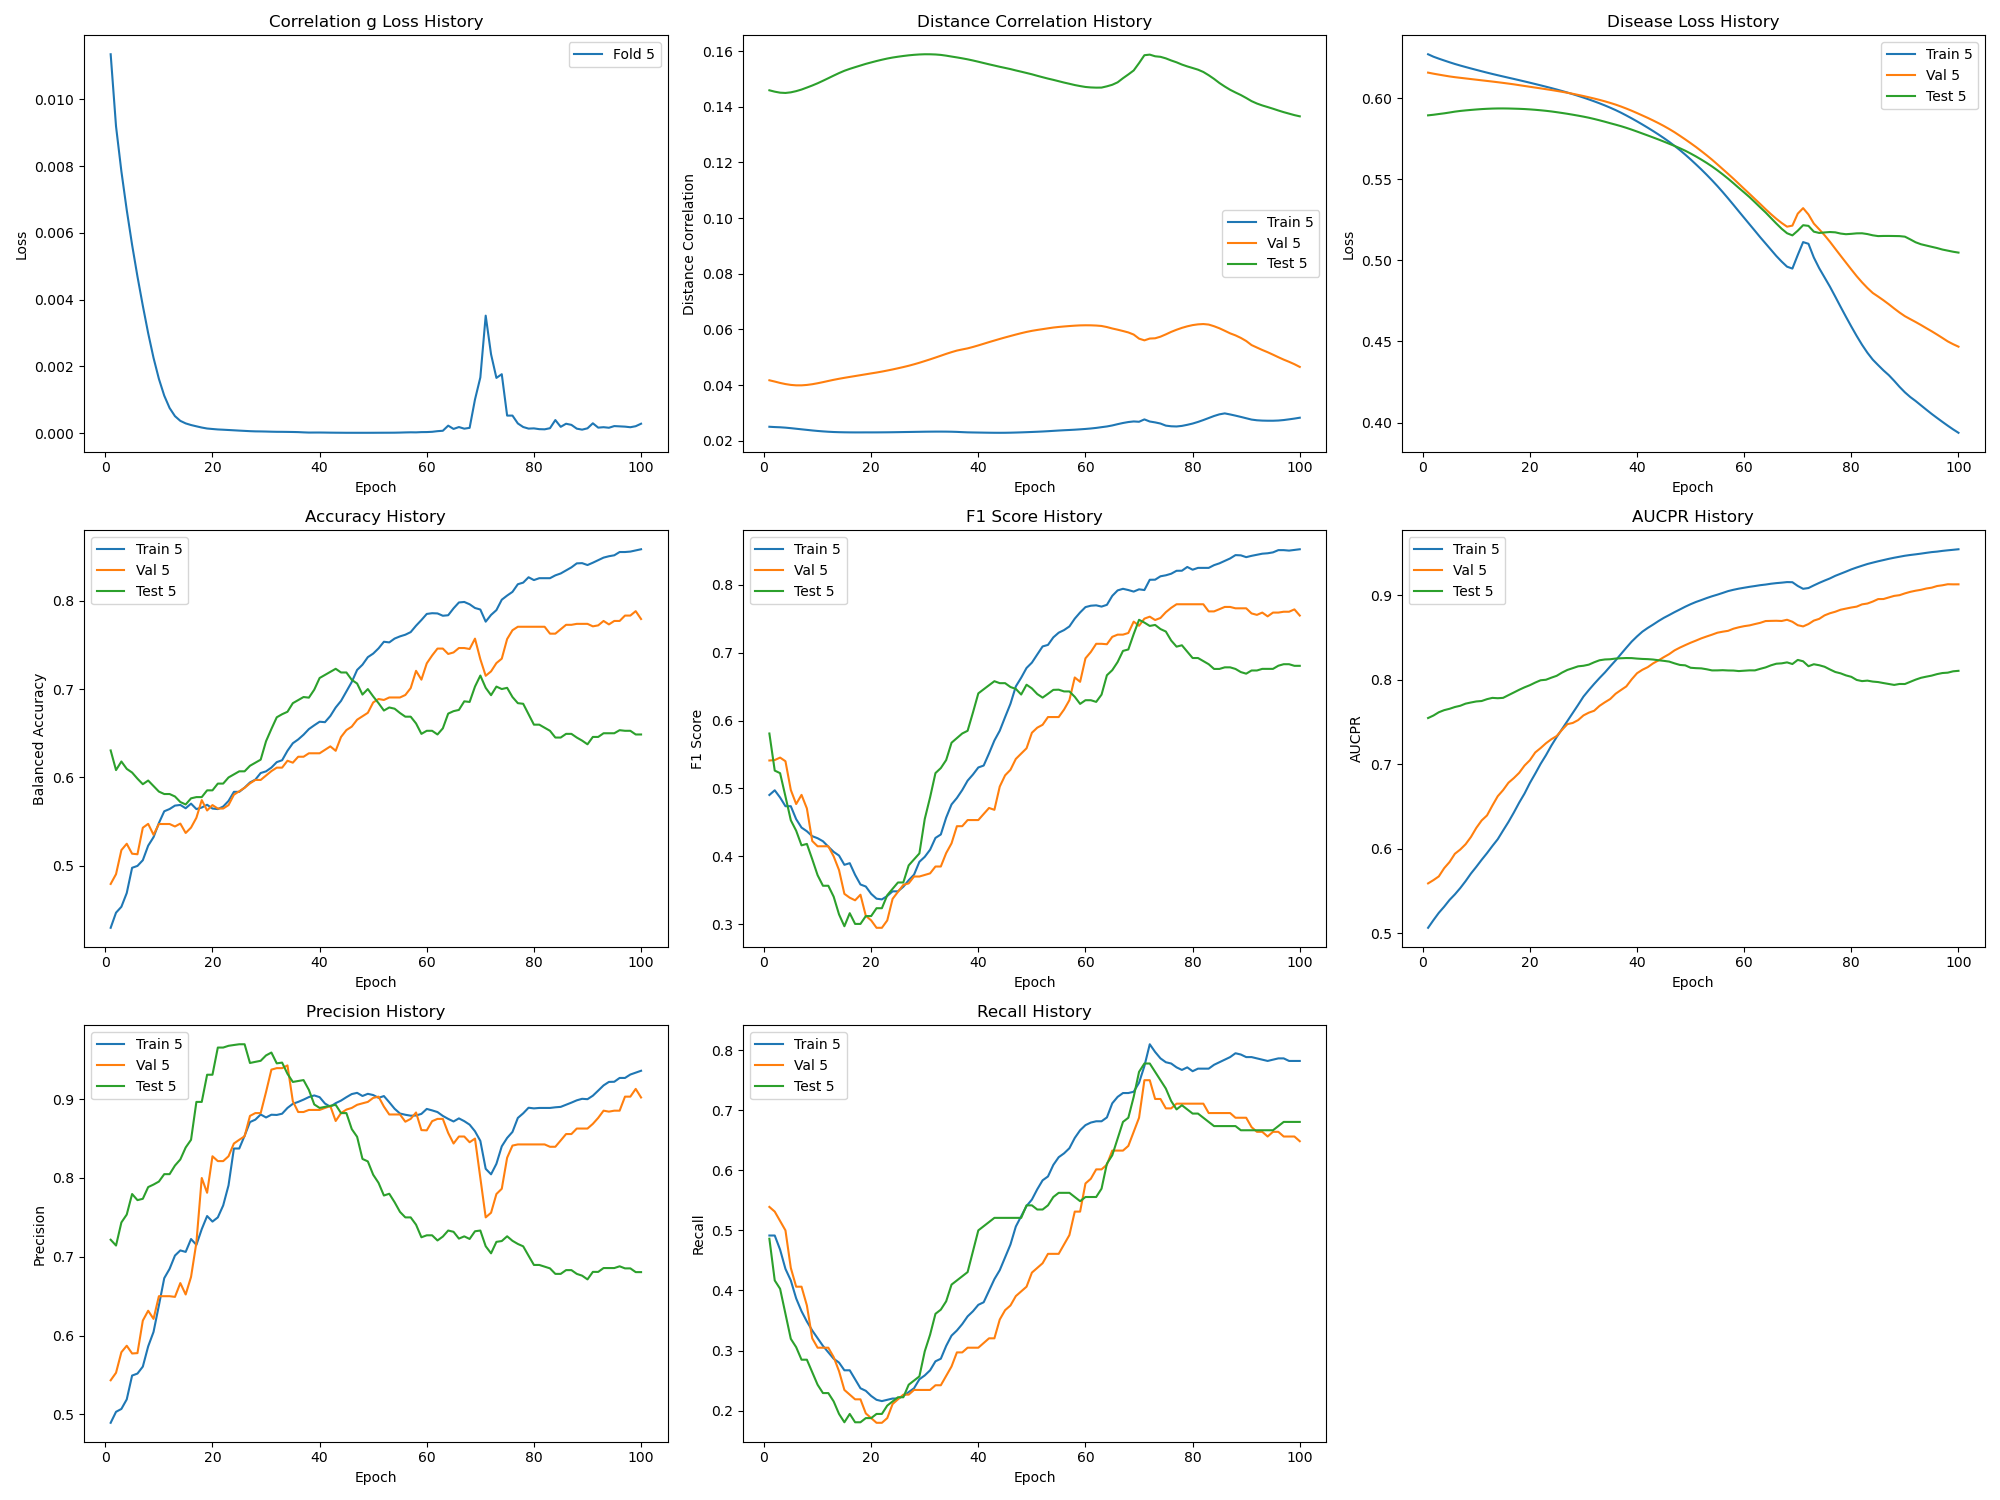 Correlation g Loss History
Loss
0.010
0.008
0.006
0.004
0.002
0.000
Fold 5
0 20 40 60 80 100
Epoch
Distance Correlation History
Distance Correlation
0.16
0.14
0.12
0.10
0.08
0.06
0.04
0.02
Train 5
Val 5
Test 5
0 20 40 60 80 100
Epoch
Disease Loss History
Loss
0.60
0.55
0.50
0.45
0.40
Train 5
Val 5
Test 5
0 20 40 60 80 100
Epoch
Accuracy History
Balanced Accuracy
0.8
0.7
0.6
0.5
Train 5
Val 5
Test 5
0 20 40 60 80 100
Epoch
F1 Score History
F1 Score
0.8
0.7
0.6
0.5
0.4
0.3
Train 5
Val 5
Test 5
0 20 40 60 80 100
Epoch
AUCPR History
AUCPR
0.9
0.8
0.7
0.6
0.5
Train 5
Val 5
Test 5
0 20 40 60 80 100
Epoch
Precision History
Precision
0.9
0.8
0.7
0.6
0.5
Train 5
Val 5
Test 5
0 20 40 60 80 100
Epoch
Recall History
Recall
0.8
0.7
0.6
0.5
0.4
0.3
0.2
Train 5
Val 5
Test 5
0 20 40 60 80 100
Epoch